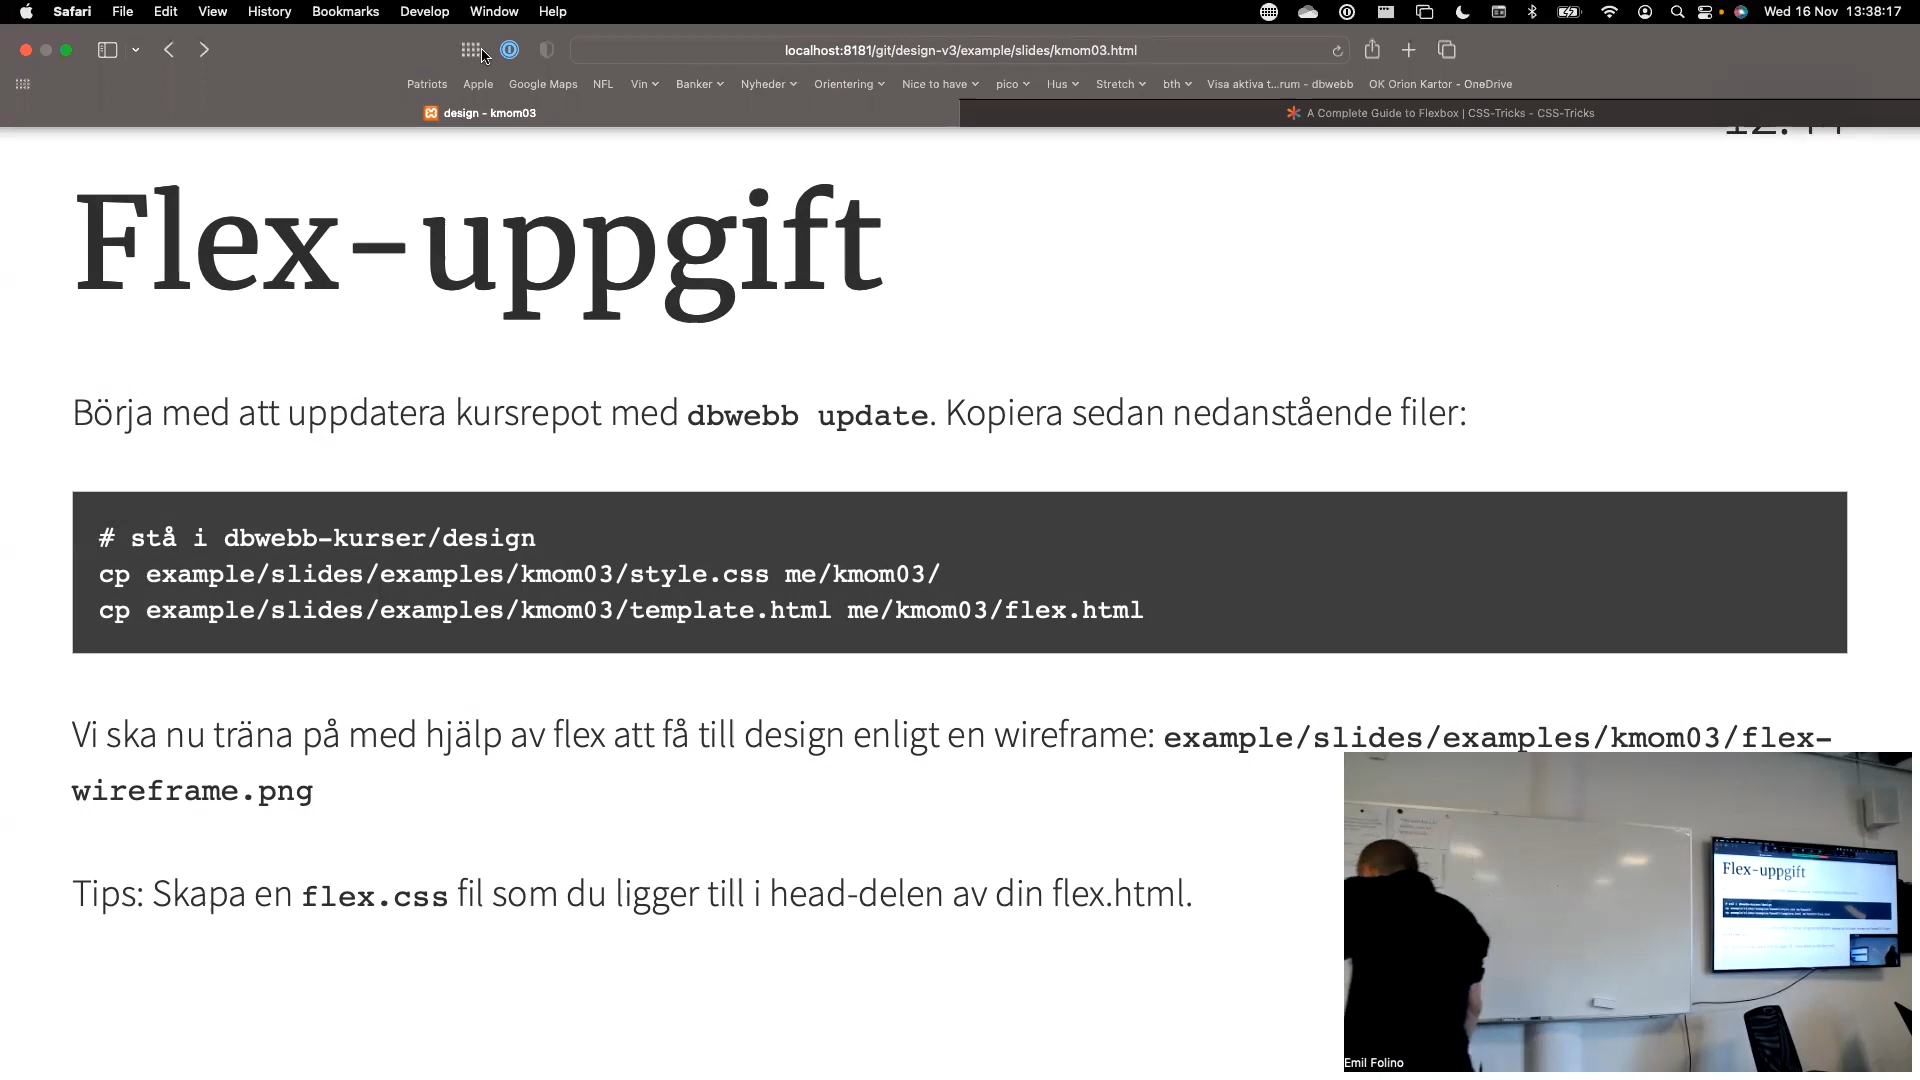 Safari File Edit View History Bookmarks Develop Window Help Wed 16 Nov 13:38:17
localhost:8181/git/design-v3/example/slides/kmom03.html
Patriots Apple Google Maps NFL Vin Banker Nyheder Orientering Nice to have pico Hus Stretch bth Visa aktiva t...rum - dbwebb OK Orion Kartor - OneDrive
design - kmom03 A Complete Guide to Flexbox | CSS-Tricks - CSS-Tricks
Flex-uppgift
Börja med att uppdatera kursrepot med dbwebb update. Kopiera sedan nedanstående filer:
# stå i dbwebb-kurser/design
cp example/slides/examples/kmom03/style.css me/kmom03/
cp example/slides/examples/kmom03/template.html me/kmom03/flex.html
Vi ska nu träna på med hjälp av flex att få till design enligt en wireframe: example/slides/examples/kmom03/flex-
wireframe.png
Tips: Skapa en flex.css fil som du ligger till i head-delen av din flex.html.
Flex-uppgift
Emil Folino